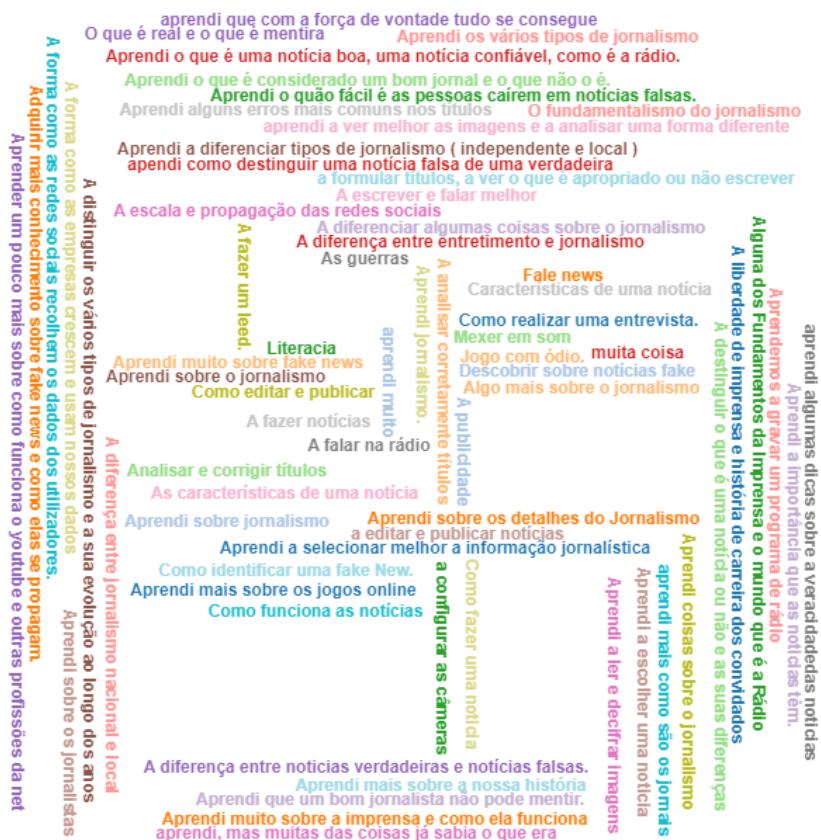 aprendi que com a força de vontade tudo se consegue
O que é real e o que é mentira
Aprendi os vários tipos de jornalismo
Aprendi o que é uma notícia boa, uma notícia confiável, como é a rádio.
Aprendi o que é considerado um bom jornal e o que não o é.
Aprendi o quão fácil é as pessoas caírem em notícias falsas.
Aprendi alguns erros mais comuns nos títulos
O fundamentalismo do jornalismo
aprendi a ver melhor as imagens e a analisar uma forma diferente
Aprendi a diferenciar tipos de jornalismo ( independente e local )
apendi como destinguir uma notícia falsa de uma verdadeira
a formular títulos, a ver o que é apropriado ou não escrever
A escrever e falar melhor
A escala e propagação das redes sociais
A diferenciar algumas coisas sobre o jornalismo
A diferença entre entretimento e jornalismo
As guerras
Fale news
Características de uma notícia
Como realizar uma entrevista.
Mexer em som
Literacia
Jogo com ódio.
muita coisa
Aprendi muito sobre fake news
Descobrir sobre notícias fake
Aprendi sobre o jornalismo
Algo mais sobre o jornalismo
Como editar e publicar
A fazer notícias
A falar na rádio
Analisar e corrigir títulos
As características de uma notícia
Aprendi sobre jornalismo
Aprendi sobre os detalhes do Jornalismo
a editar e publicar notícias
Aprendi a selecionar melhor a informação jornalística
Como identificar uma fake New.
Aprendi mais sobre os jogos online
Como funciona as notícias
A diferença entre noticias verdadeiras e notícias falsas.
Aprendi mais sobre a nossa história
Aprendi que um bom jornalista não pode mentir.
Aprendi muito sobre a imprensa e como ela funciona
aprendi, mas muitas das coisas já sabia o que era
Aprender um pouco mais sobre como funciona o youtube e outras profissões da net
Adquirir mais conhecimento sobre fake news e como elas se propagam.
A forma como as redes sociais recolhem os dados dos utilizadores.
A forma como as empresas crescem e usam nossos dados
Aprendi sobre os jornalistas
A distinguir os vários tipos de jornalismo e a sua evolução ao longo dos anos
A diferença entre jornalismo nacional e local
A fazer um leed.
aprendi muito
Aprendi jornalismo.
A analisar corretamente títulos
A publicidade
a configurar as câmeras
Como fazer uma notícia
Aprendi a ler e decifrar imagens
Aprendi a escolher uma notícia
aprendi mais como são os jornais
Aprendi coisas sobre o jornalismo
A destinguir o que é uma notícia ou não e as suas diferenças
A liberdade de imprensa e história de carreira dos convidados
Alguna dos Fundamentos da Imprensa e o mundo que é a Rádio
Aprendemos a gravar um programa de rádio
Aprendi a importância que as notícias têm.
aprendi algumas dicas sobre a veracidadedas noticias